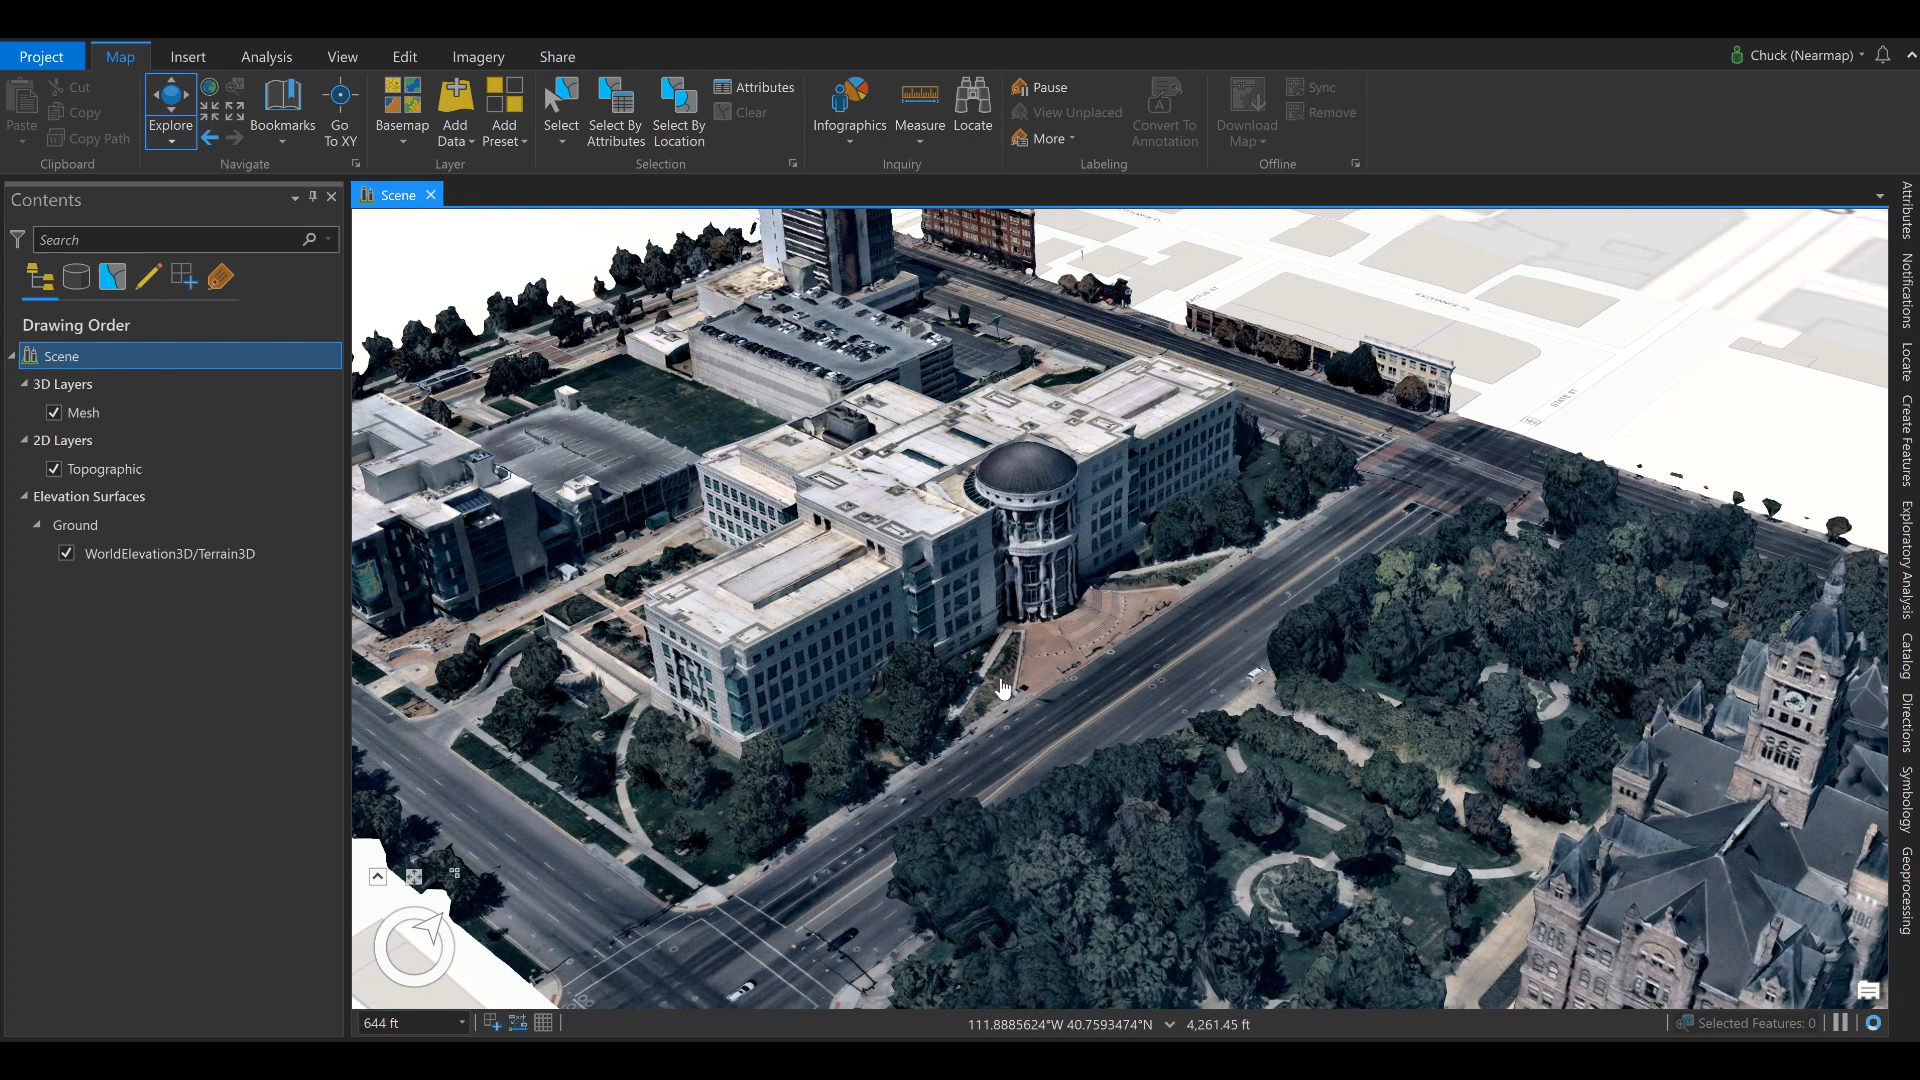 Project Map Insert Analysis View Edit Imagery Share Chuck (Nearmap)
Cut
Copy
Copy Path
Paste
Clipboard
Explore
Bookmarks
Go
To XY
Navigate
Basemap
Add
Data
Add
Preset
Layer
Select
Select By
Attributes
Select By
Location
Attributes
Clear
Selection
Infographics
Measure
Locate
Inquiry
Pause
View Unplaced
More
Convert To
Annotation
Labeling
Download
Map
Sync
Remove
Offline
Contents
Search
Drawing Order
Scene
3D Layers
Mesh
2D Layers
Topographic
Elevation Surfaces
Ground
WorldElevation3D/Terrain3D
Scene
EXCHANGE PL
STATE ST
644 ft
111.8885624°W 40.7593474°N
4,261.45 ft
Selected Features: 0
Attributes
Notifications
Locate
Create Features
Exploratory Analysis
Catalog
Directions
Symbology
Geoprocessing